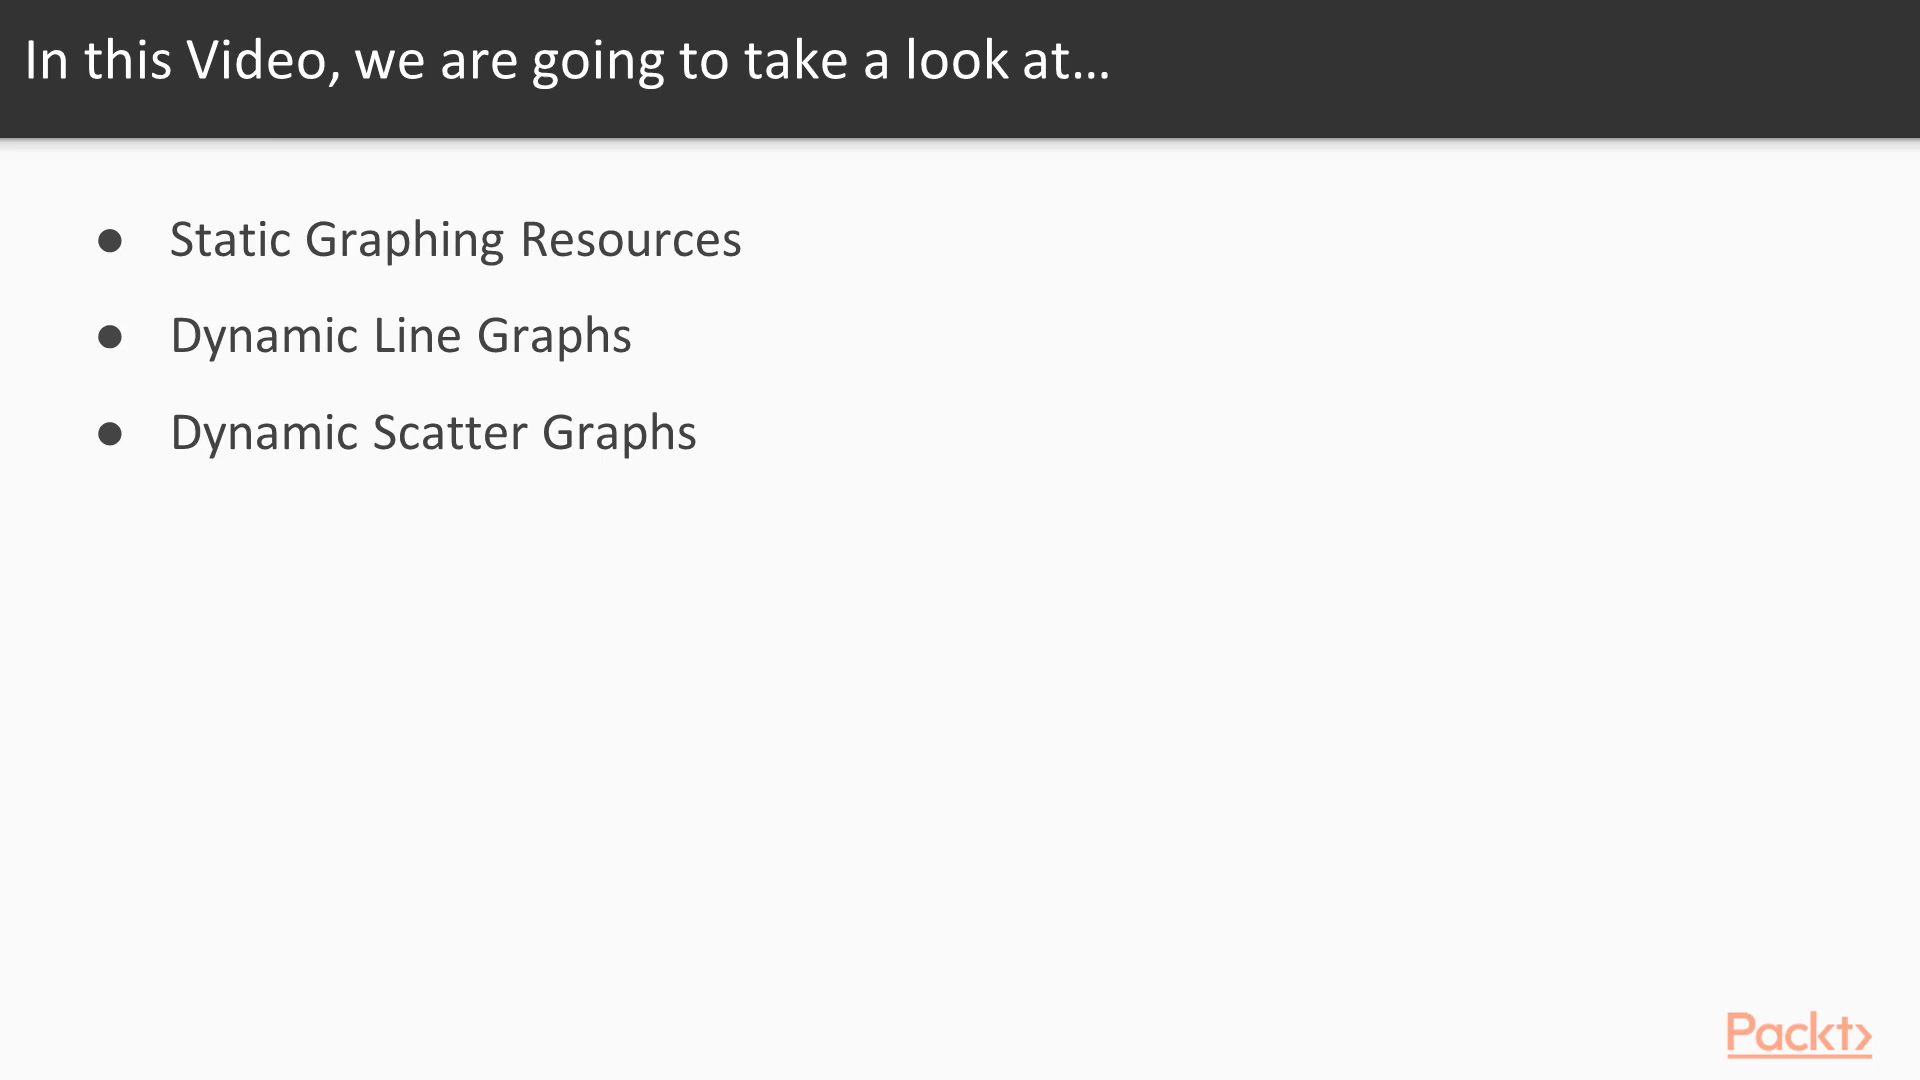 In this Video, we are going to take a look at…
● Static Graphing Resources
● Dynamic Line Graphs
● Dynamic Scatter Graphs
Packt>